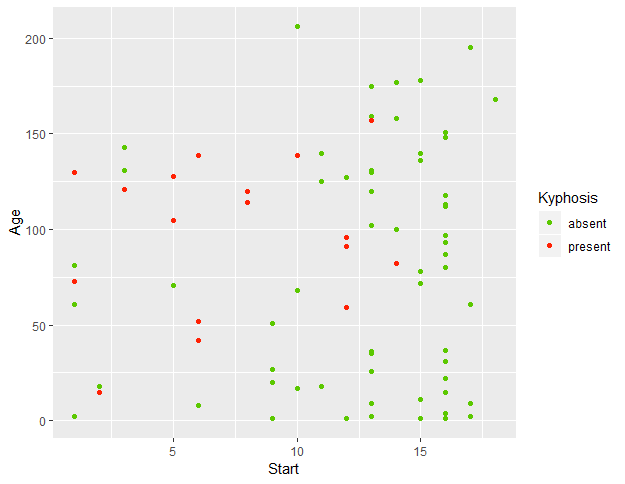 200
150
100
50
0
Age
5 10 15
Start
Kyphosis
absent
present